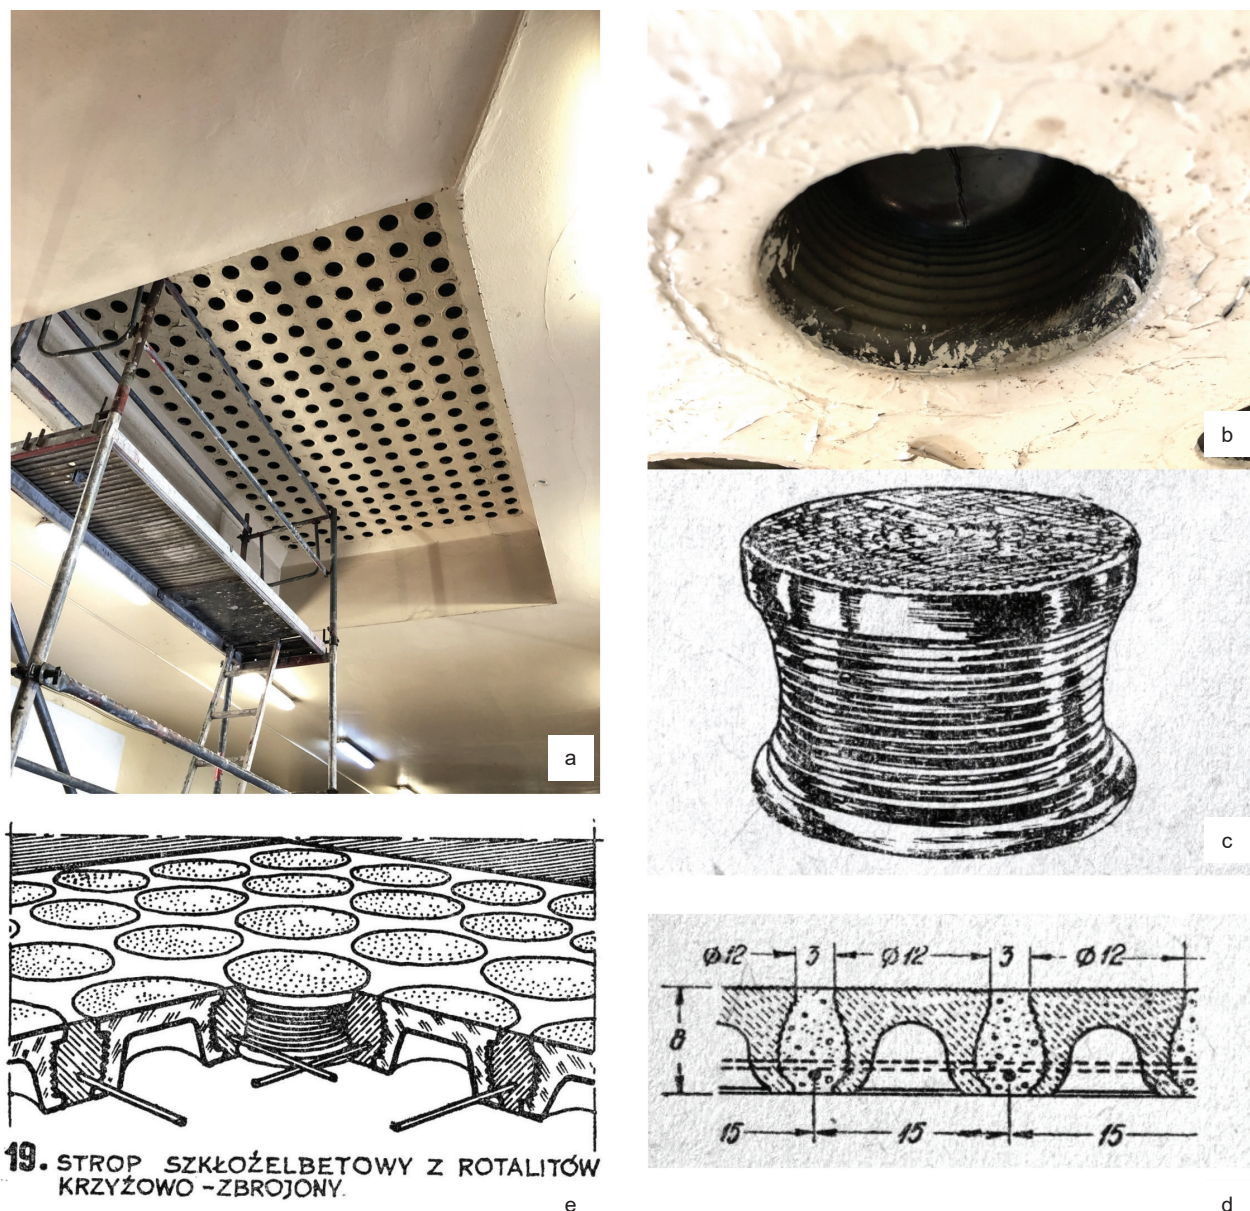 a
b
c
Ø12 3 Ø12 3 Ø12
8
15 15 15
d
19. STROP SZKŁOŻELBETOWY Z ROTALITÓW
KRZYŻOWO-ZBROJONY.
e